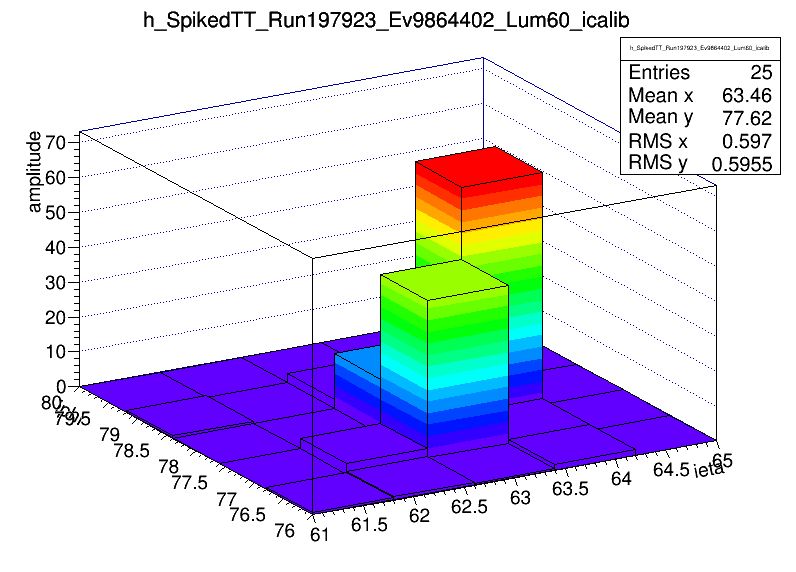 h_SpikedTT_Run197923_Ev9864402_Lum60_icalib
h_SpikedTT_Run197923_Ev9864402_Lum60_icalib
Entries 25
Mean x 63.46
Mean y 77.62
RMS x 0.597
RMS y 0.5955
amplitude
70
60
50
40
30
20
10
0
80
79.5
79
78.5
78
77.5
77
76.5
76
61
61.5
62
62.5
63
63.5
64
64.5
65
ieta